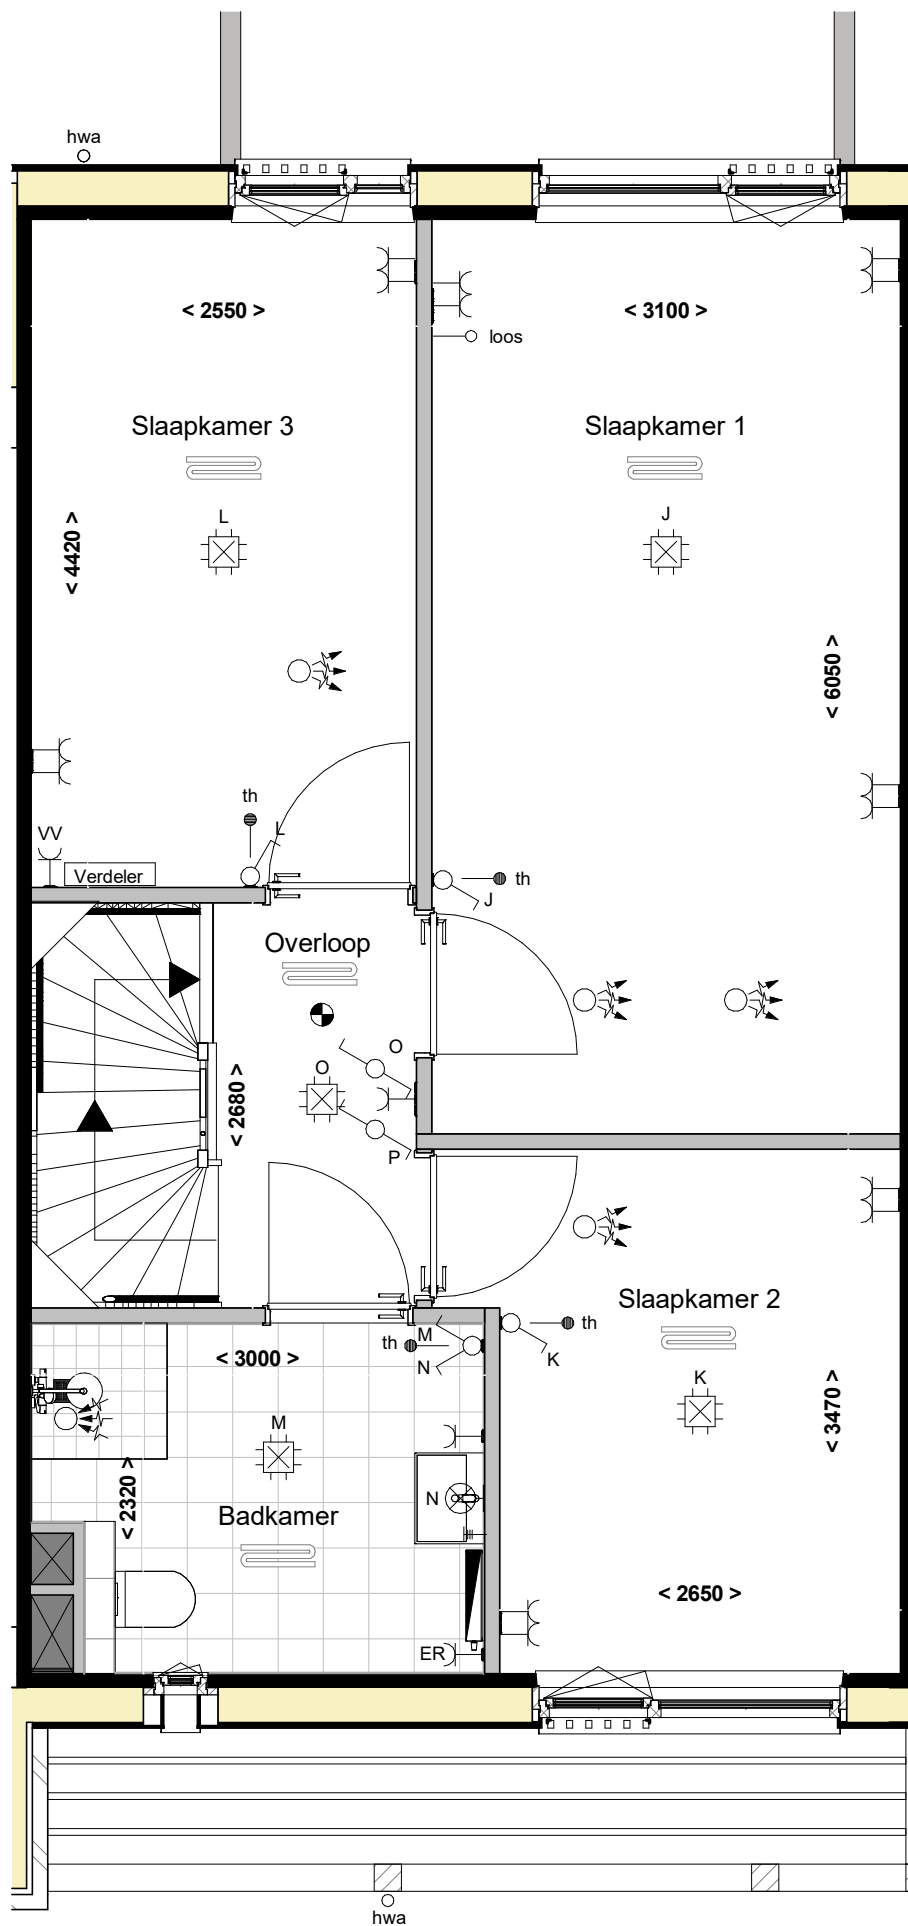 hwa
< 2550 >
< 3100 >
loos
Slaapkamer 3
Slaapkamer 1
L
J
< 4420 >
< 6050 >
th
L
VV
Verdeler
th
J
Overloop
O
O
< 2680 >
P
Slaapkamer 2
th
K
M
th
N
< 3000 >
K
M
< 3470 >
< 2320 >
N
Badkamer
< 2650 >
ER
hwa